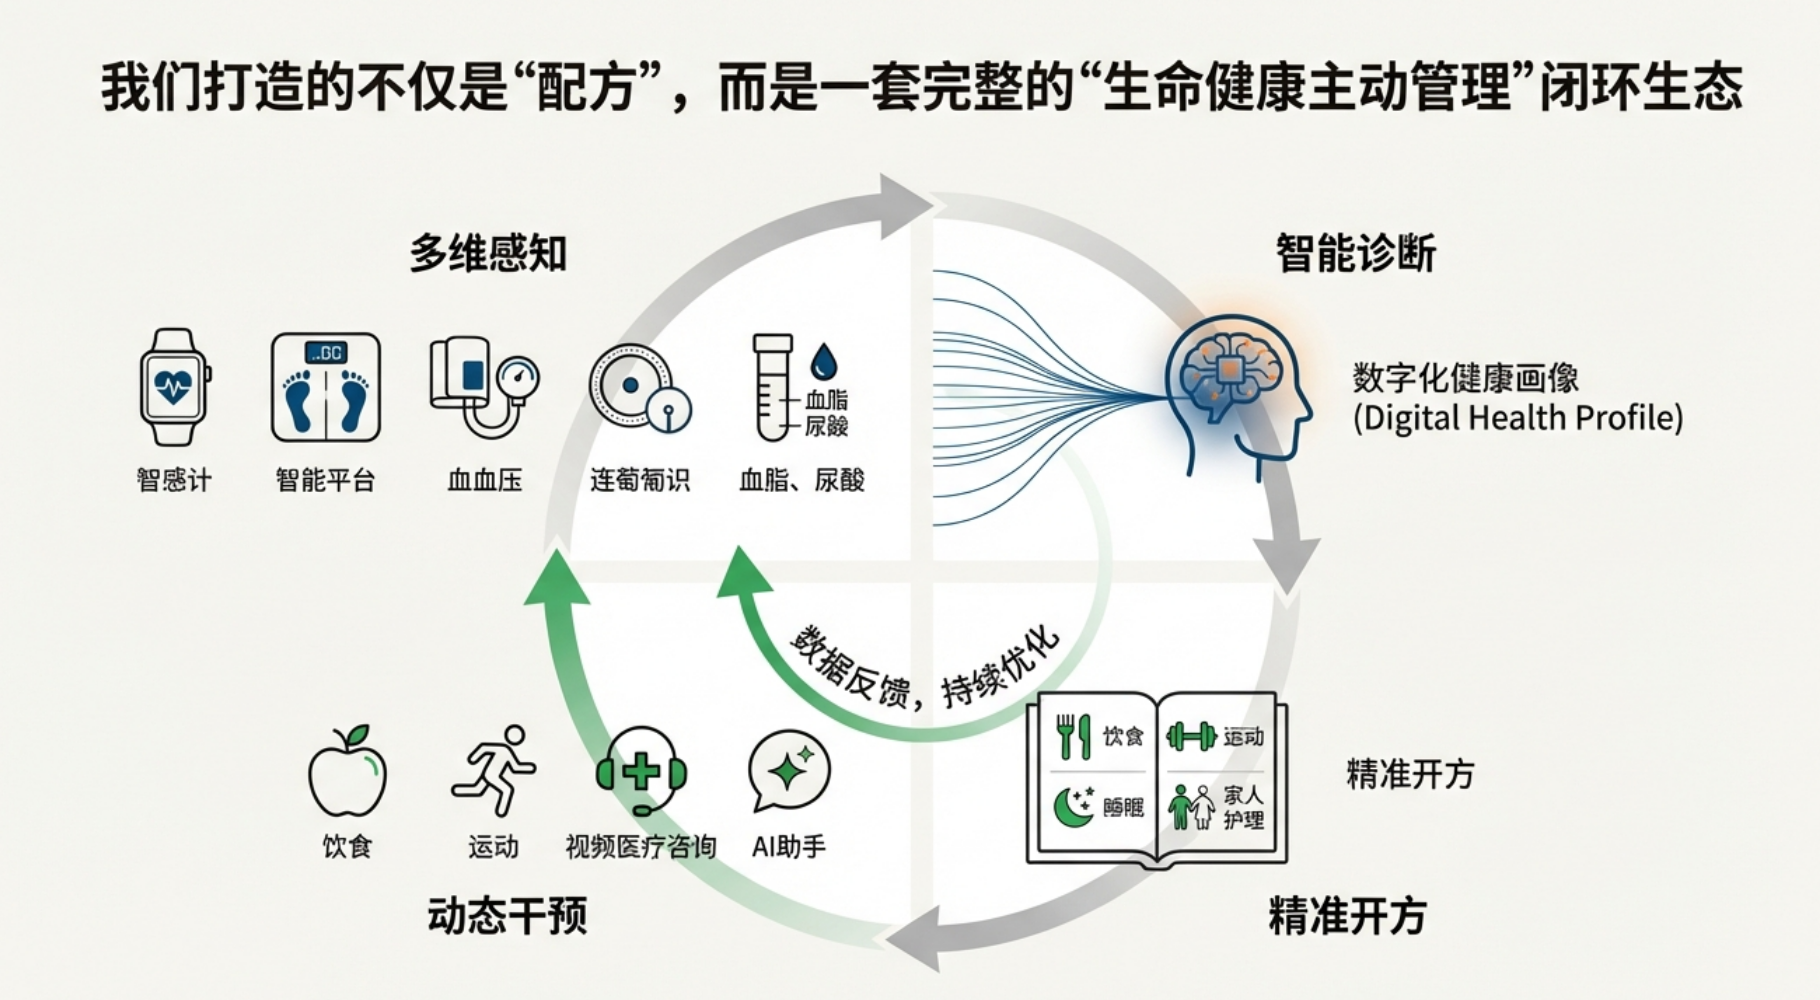 我们打造的不仅是“配方”，而是一套完整的“生命健康主动管理”闭环生态
多维感知
智感计
智能平台
血血压
连萄萄识
血脂
尿酸
血脂、尿酸
智能诊断
数字化健康画像
(Digital Health Profile)
数据反馈，持续优化
饮食
运动
视频医疗咨询
AI助手
动态干预
饮食
运动
家人
护理
精准开方
精准开方